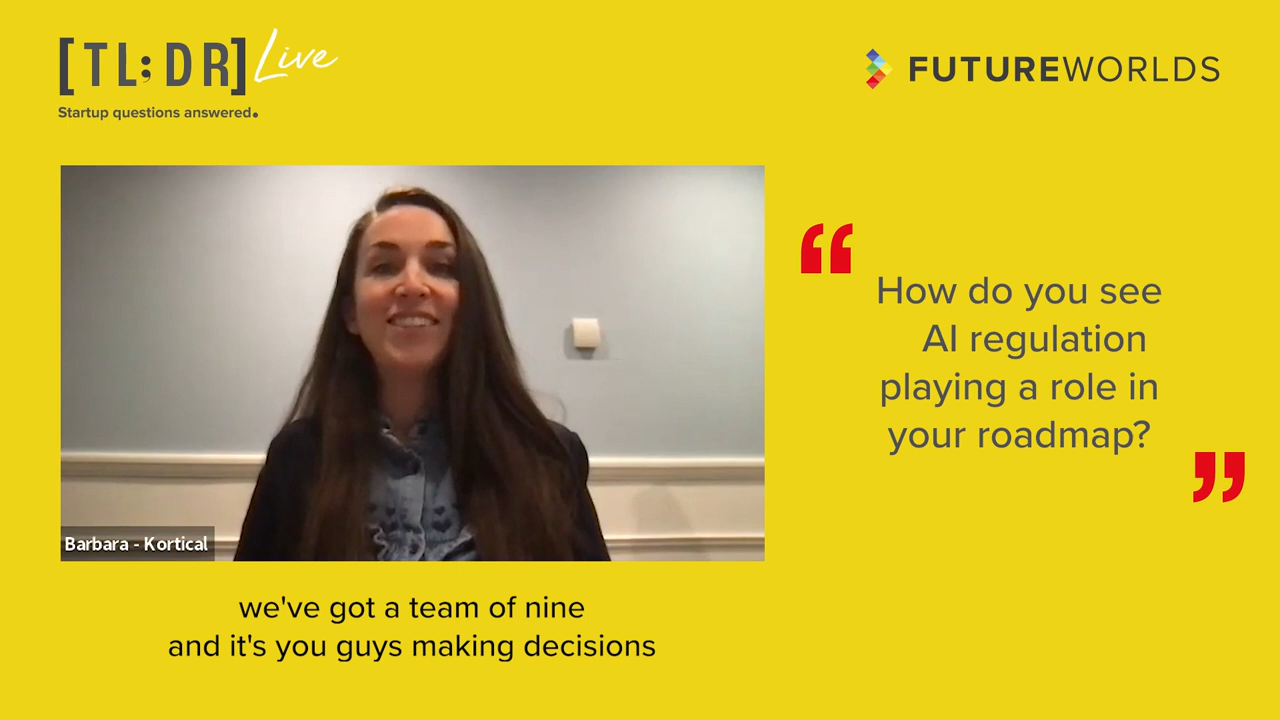 [TL;DR] Live
Startup questions answered.
FUTUREWORLDS
“
How do you see
AI regulation
playing a role in
your roadmap?
”
Barbara - Kortical
we've got a team of nine
and it's you guys making decisions